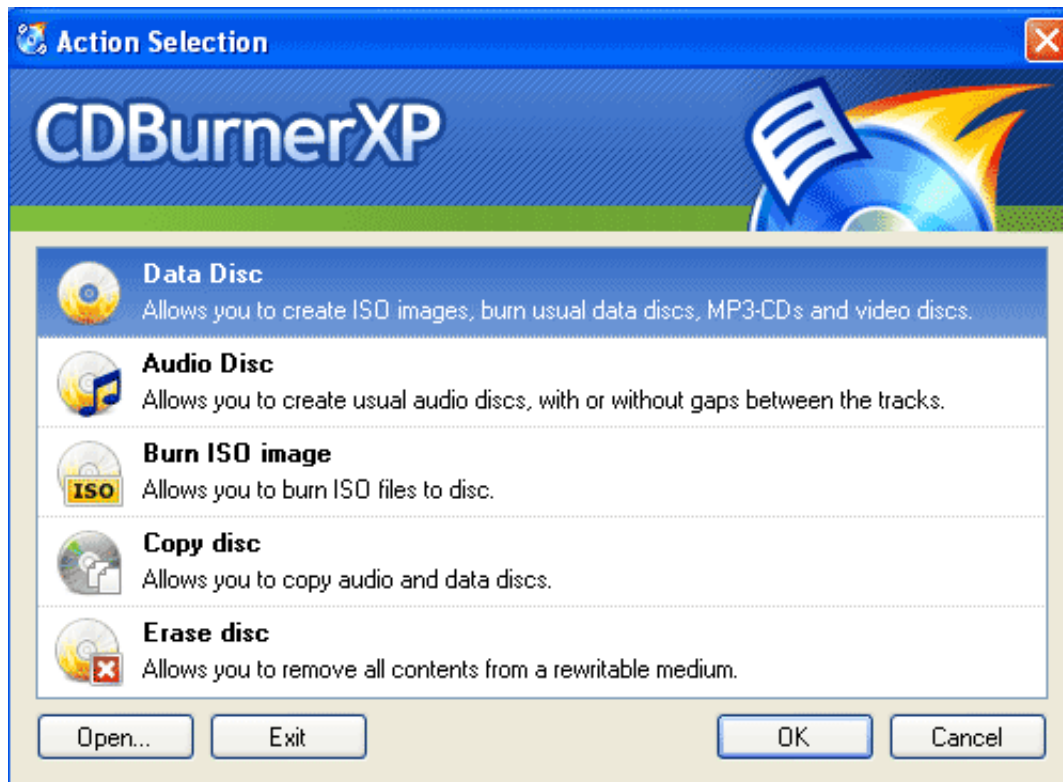 Action Selection
CDBurnerXP
Data Disc
Allows you to create ISO images, burn usual data discs, MP3-CDs and video discs.
Audio Disc
Allows you to create usual audio discs, with or without gaps between the tracks.
Burn ISO image
ISO
Allows you to burn ISO files to disc.
Copy disc
Allows you to copy audio and data discs.
Erase disc
Allows you to remove all contents from a rewritable medium.
Open... Exit OK Cancel